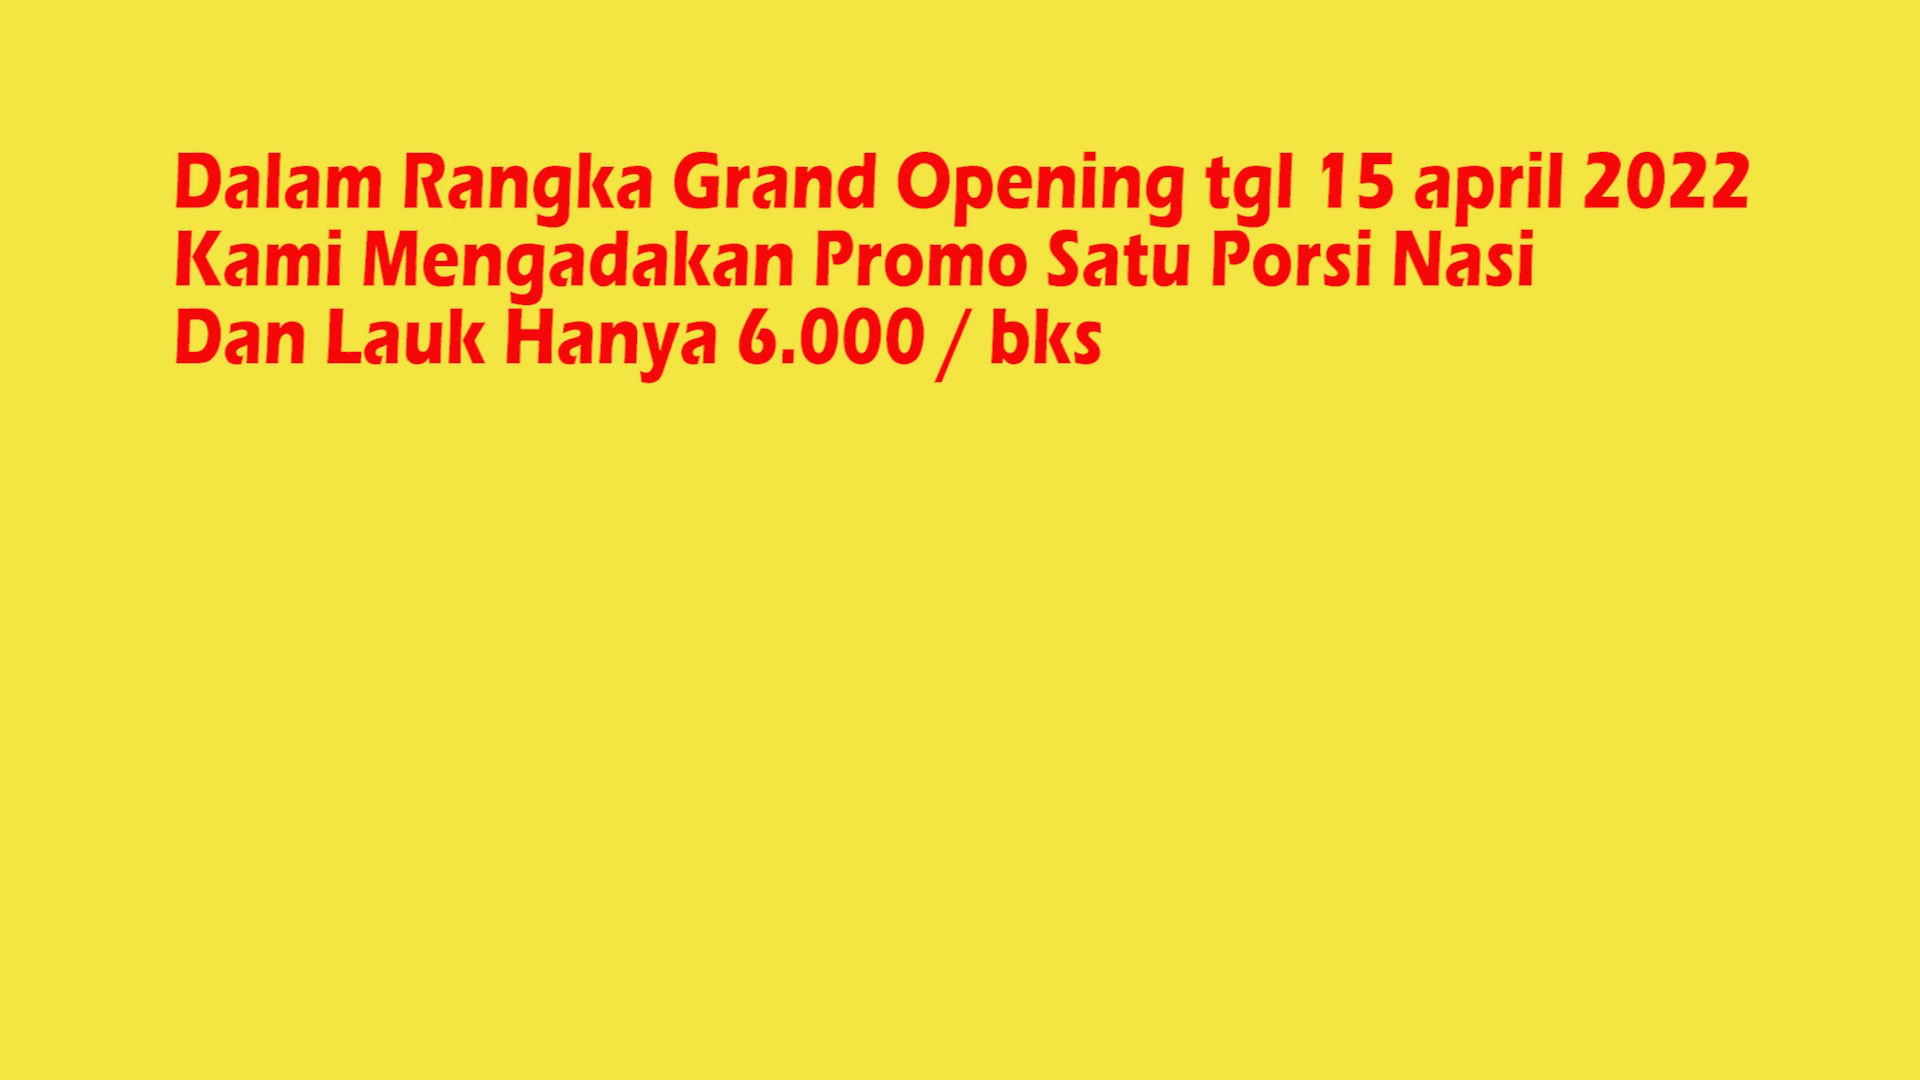 Dalam Rangka Grand Opening tgl 15 april 2022
Kami Mengadakan Promo Satu Porsi Nasi
Dan Lauk Hanya 6.000 / bks